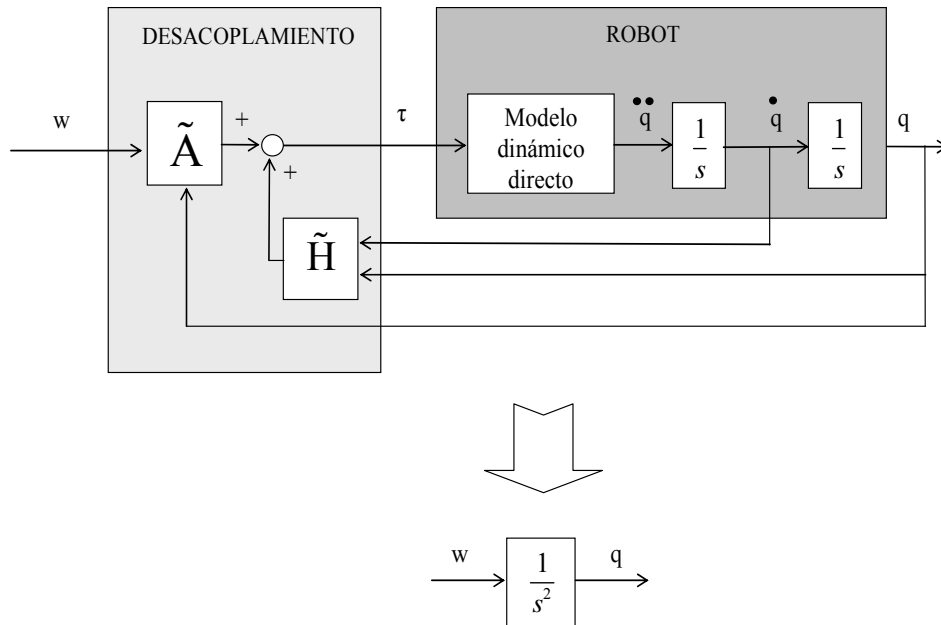 DESACOPLAMIENTO
ROBOT
w
Ã
+
+
τ
Modelo
dinámico
directo
q̈
1
s
q̇
1
s
q
H̃
w
1
s²
q